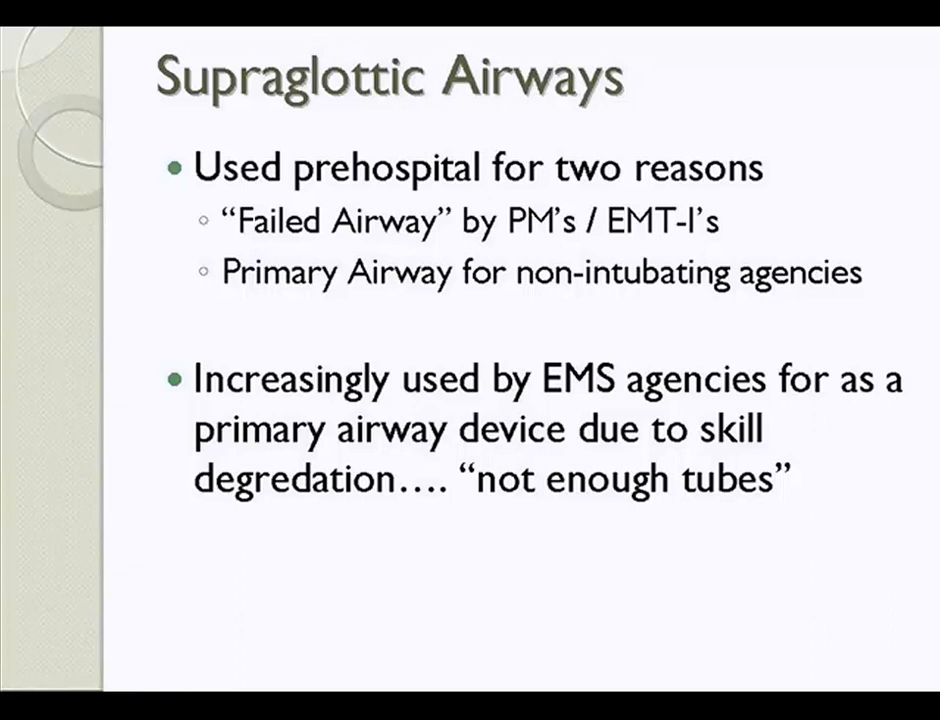 Supraglottic Airways
• Used prehospital for two reasons
◦ “Failed Airway” by PM’s / EMT-I’s
◦ Primary Airway for non-intubating agencies
• Increasingly used by EMS agencies for as a
primary airway device due to skill
degredation…. “not enough tubes”